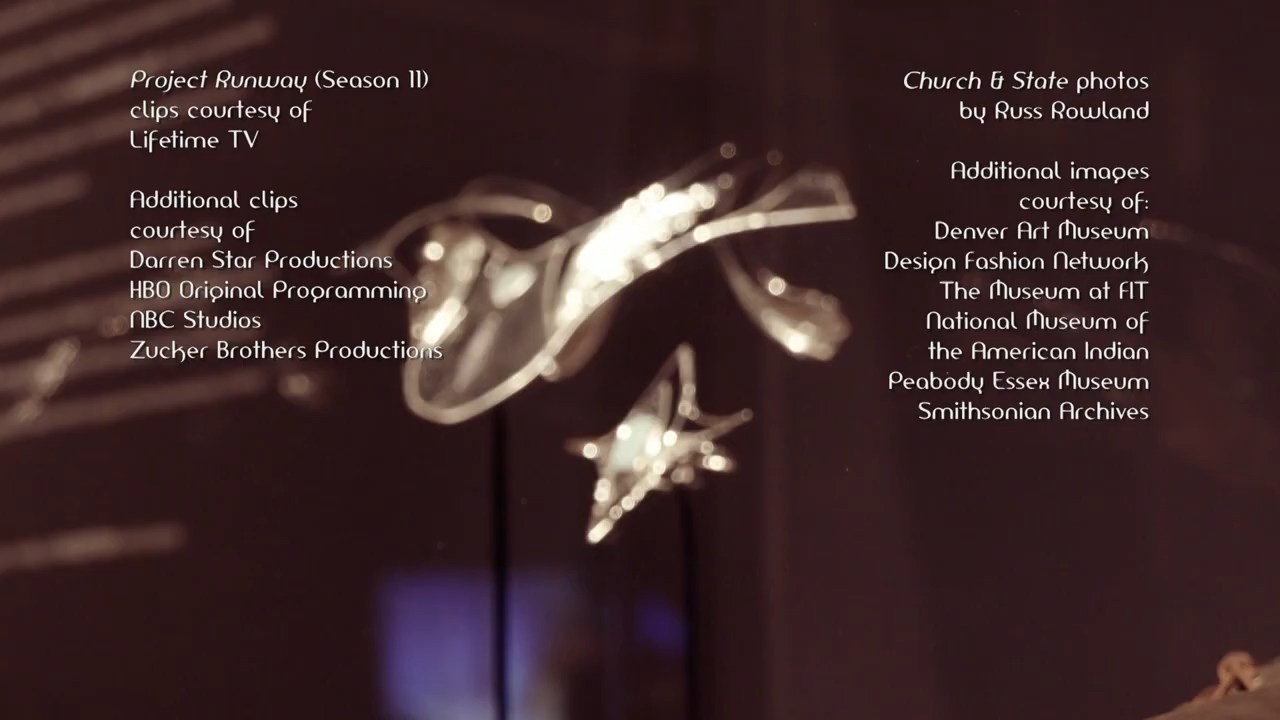 Project Runway (Season 11)
clips courtesy of
Lifetime TV
Additional clips
courtesy of
Darren Star Productions
HBO Original Programming
NBC Studios
Zucker Brothers Productions
Church & State photos
by Russ Rowland
Additional images
courtesy of:
Denver Art Museum
Design Fashion Network
The Museum at FIT
National Museum of
the American Indian
Peabody Essex Museum
Smithsonian Archives